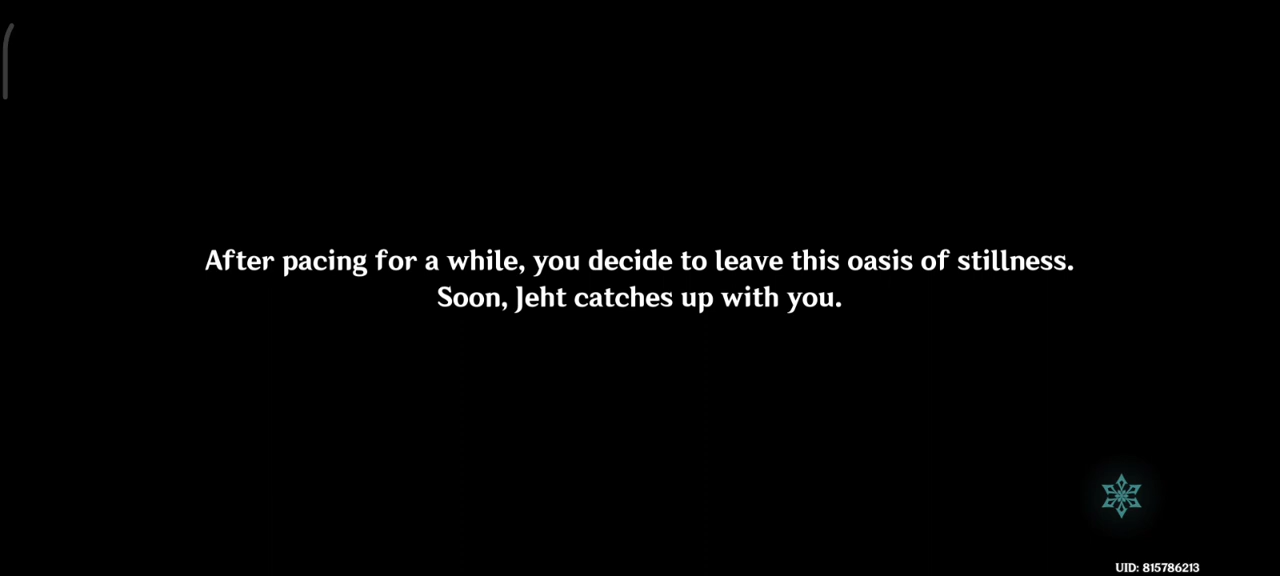 After pacing for a while, you decide to leave this oasis of stillness.
Soon, Jeht catches up with you.
UID: 815786213